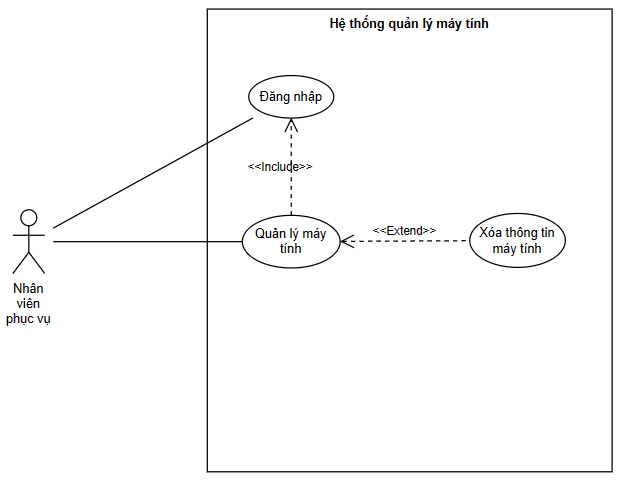 Hệ thống quản lý máy tính
Đăng nhập
<<Include>>
Quản lý máy
tính
<<Extend>>
Xóa thông tin
máy tính
Nhân
viên
phục vụ